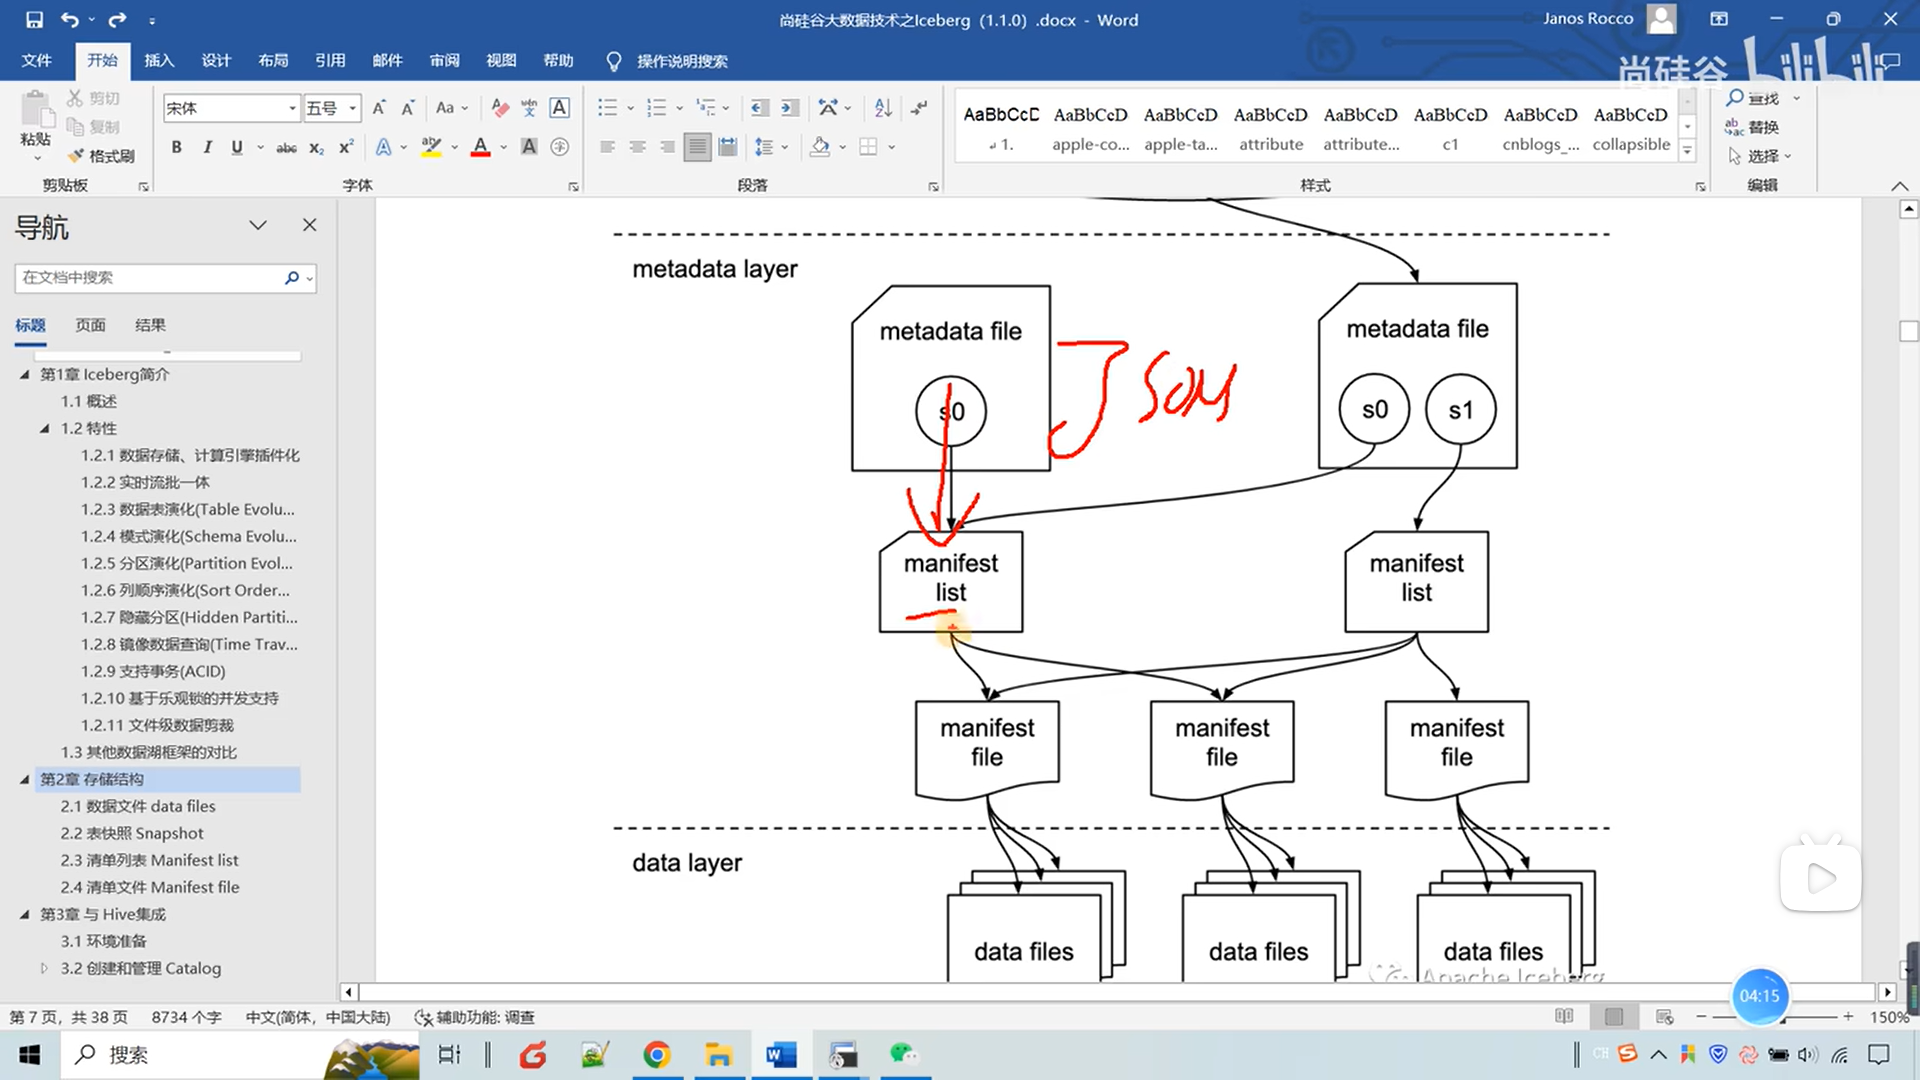 尚硅谷大数据技术之Iceberg（1.1.0）.docx - Word
Janos Rocco
尚硅谷 bilibili
文件 开始 插入 设计 布局 引用 邮件 审阅 视图 帮助 操作说明搜索
粘贴
剪切
复制
格式刷
剪贴板
宋体 五号
字体
段落
AaBbCcD AaBbCcD AaBbCcD AaBbCcD AaBbCcD AaBbCcD AaBbCcD AaBbCcD
1. apple-co... apple-ta... attribute attribute... c1 cnblogs_... collapsible
样式
查找
替换
选择
编辑
导航
在文档中搜索
标题 页面 结果
第1章 Iceberg简介
1.1 概述
1.2 特性
1.2.1 数据存储、计算引擎插件化
1.2.2 实时流批一体
1.2.3 数据表演化(Table Evolu...
1.2.4 模式演化(Schema Evolu...
1.2.5 分区演化(Partition Evol...
1.2.6 列顺序演化(Sort Order...
1.2.7 隐藏分区(Hidden Partiti...
1.2.8 镜像数据查询(Time Trav...
1.2.9 支持事务(ACID)
1.2.10 基于乐观锁的并发支持
1.2.11 文件级数据剪裁
1.3 其他数据湖框架的对比
第2章 存储结构
2.1 数据文件 data files
2.2 表快照 Snapshot
2.3 清单列表 Manifest list
2.4 清单文件 Manifest file
第3章 与 Hive集成
3.1 环境准备
3.2 创建和管理 Catalog
metadata layer
metadata file
s0
JSON
metadata file
s0 s1
manifest list
manifest list
manifest file
manifest file
manifest file
data layer
data files
data files
data files
Apache Iceberg
04:15
第 7 页，共 38 页 8734 个字 中文(简体，中国大陆) 辅助功能: 调查
150%
搜索
CH